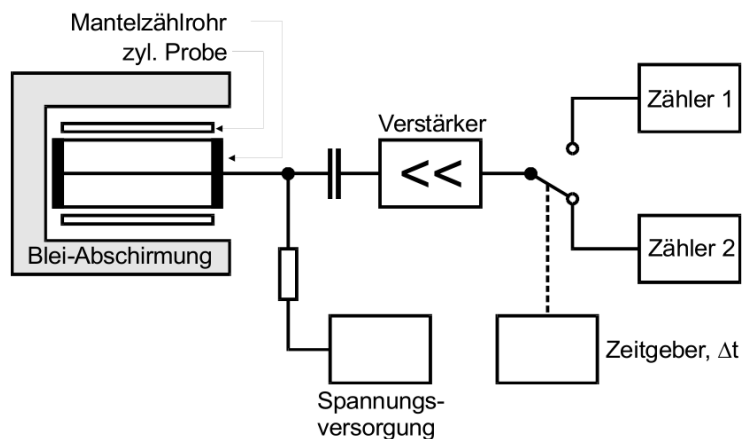 Mantelzählrohr
zyl. Probe
Verstärker
<<
Zähler 1
Zähler 2
Blei-Abschirmung
Zeitgeber, Δt
Spannungs-
versorgung